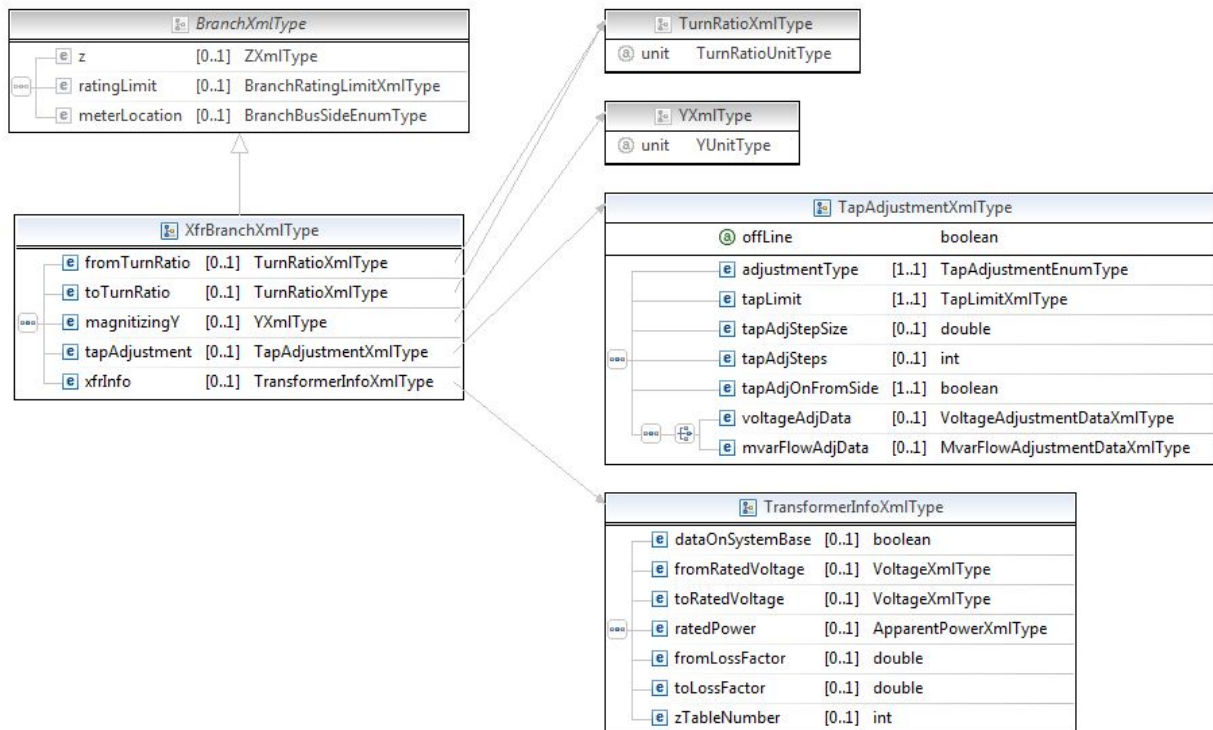 BranchXmlType
z [0..1] ZXmlType
ratingLimit [0..1] BranchRatingLimitXmlType
meterLocation [0..1] BranchBusSideEnumType
XfrBranchXmlType
fromTurnRatio [0..1] TurnRatioXmlType
toTurnRatio [0..1] TurnRatioXmlType
magnitizingY [0..1] YXmlType
tapAdjustment [0..1] TapAdjustmentXmlType
xfrInfo [0..1] TransformerInfoXmlType
TurnRatioXmlType
a unit TurnRatioUnitType
YXmlType
a unit YUnitType
TapAdjustmentXmlType
a offLine boolean
e adjustmentType [1..1] TapAdjustmentEnumType
e tapLimit [1..1] TapLimitXmlType
e tapAdjStepSize [0..1] double
e tapAdjSteps [0..1] int
e tapAdjOnFromSide [1..1] boolean
e voltageAdjData [0..1] VoltageAdjustmentDataXmlType
e mvarFlowAdjData [0..1] MvarFlowAdjustmentDataXmlType
TransformerInfoXmlType
e dataOnSystemBase [0..1] boolean
e fromRatedVoltage [0..1] VoltageXmlType
e toRatedVoltage [0..1] VoltageXmlType
e ratedPower [0..1] ApparentPowerXmlType
e fromLossFactor [0..1] double
e toLossFactor [0..1] double
e zTableNumber [0..1] int